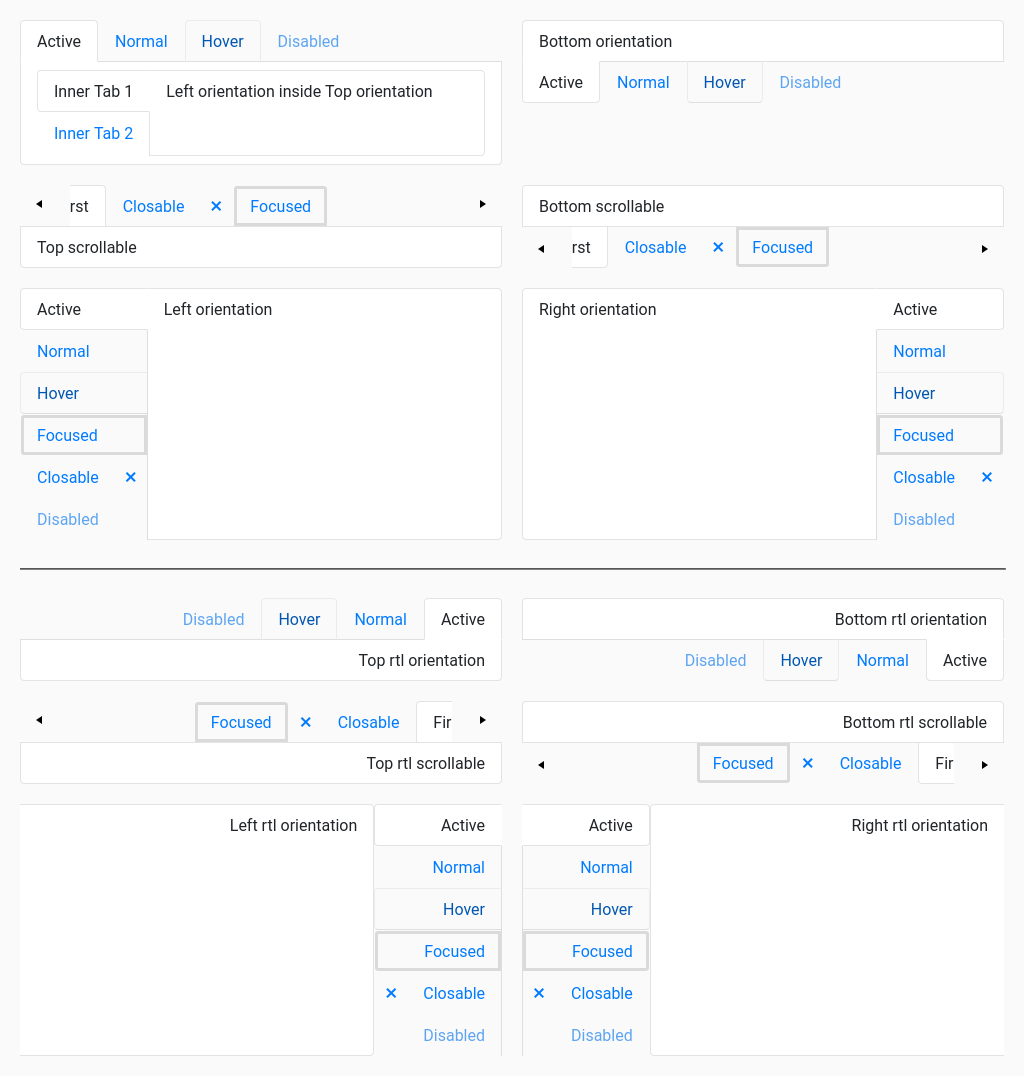 Active Normal Hover Disabled
Inner Tab 1 Left orientation inside Top orientation
Inner Tab 2
Bottom orientation
Active Normal Hover Disabled
rst Closable × Focused
Top scrollable
Bottom scrollable
rst Closable × Focused
Active Left orientation
Normal
Hover
Focused
Closable ×
Disabled
Right orientation Active
Normal
Hover
Focused
Closable ×
Disabled
Disabled Hover Normal Active
Top rtl orientation
Bottom rtl orientation
Disabled Hover Normal Active
Focused × Closable Fir
Top rtl scrollable
Bottom rtl scrollable
Focused × Closable Fir
Left rtl orientation Active
Normal
Hover
Focused
× Closable
Disabled
Active Right rtl orientation
Normal
Hover
Focused
× Closable
Disabled